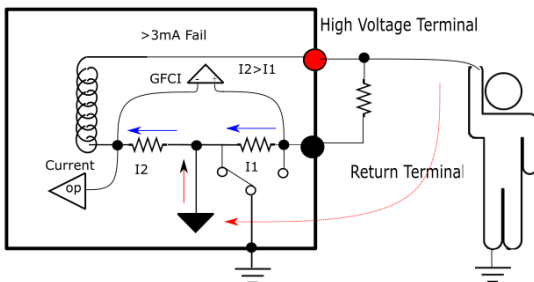 High Voltage Terminal
>3mA Fail
I2>I1
GFCI
- +
Current
op
I2
I1
Return Terminal